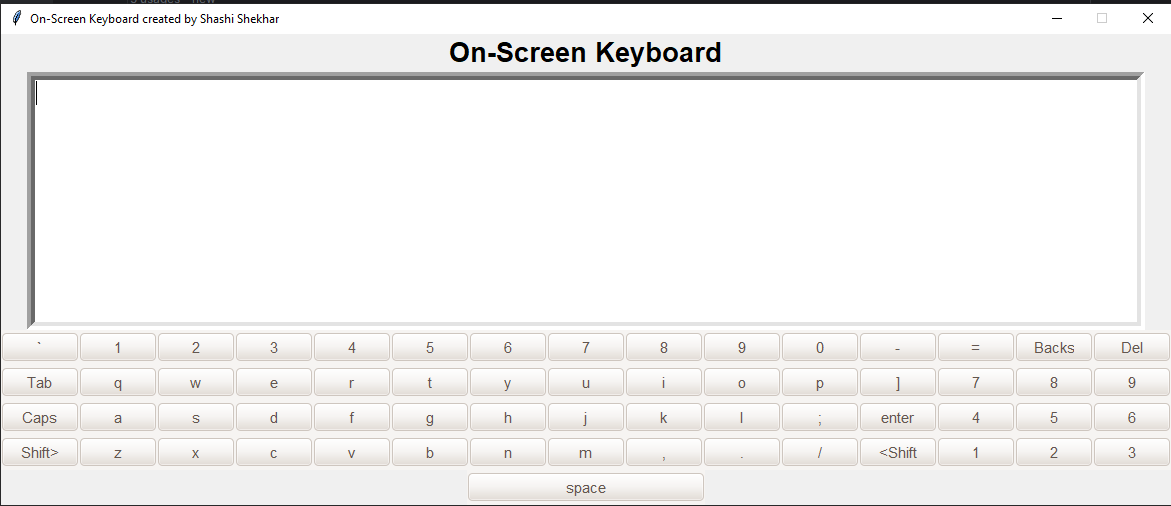 On-Screen Keyboard created by Shashi Shekhar
On-Screen Keyboard
` 1 2 3 4 5 6 7 8 9 0 - = Backs Del
Tab q w e r t y u i o p ] 7 8 9
Caps a s d f g h j k l ; enter 4 5 6
Shift> z x c v b n m , . / <Shift 1 2 3
space